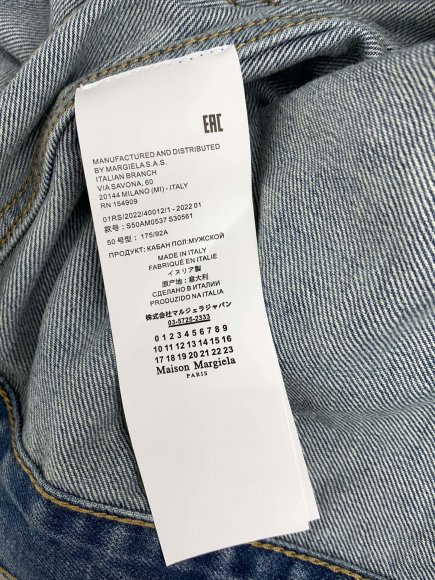 EAC
MANUFACTURED AND DISTRIBUTED
BY MARGIELA S.A.S.
ITALIAN BRANCH
VIA SAVONA, 60
20144 MILANO (MI) - ITALY
RN 154909
01RS/2022/40012/1 - 2022 01
款号：S50AM0537 S30561
50 号型：175/92A
ПРОДУКТ: КАБАН ПОЛ:МУЖСКОЙ
MADE IN ITALY
FABRIQUÉ EN ITALIE
イタリア製
原产地：意大利
СДЕЛАНО В ИТАЛИИ
PRODUZIDO NA ITALIA
株式会社マルジェラジャパン
03-5725-2333
0 1 2 3 4 5 6 7 8 9
10 11 12 13 14 15 16
17 18 19 20 21 22 23
Maison Margiela
PARIS